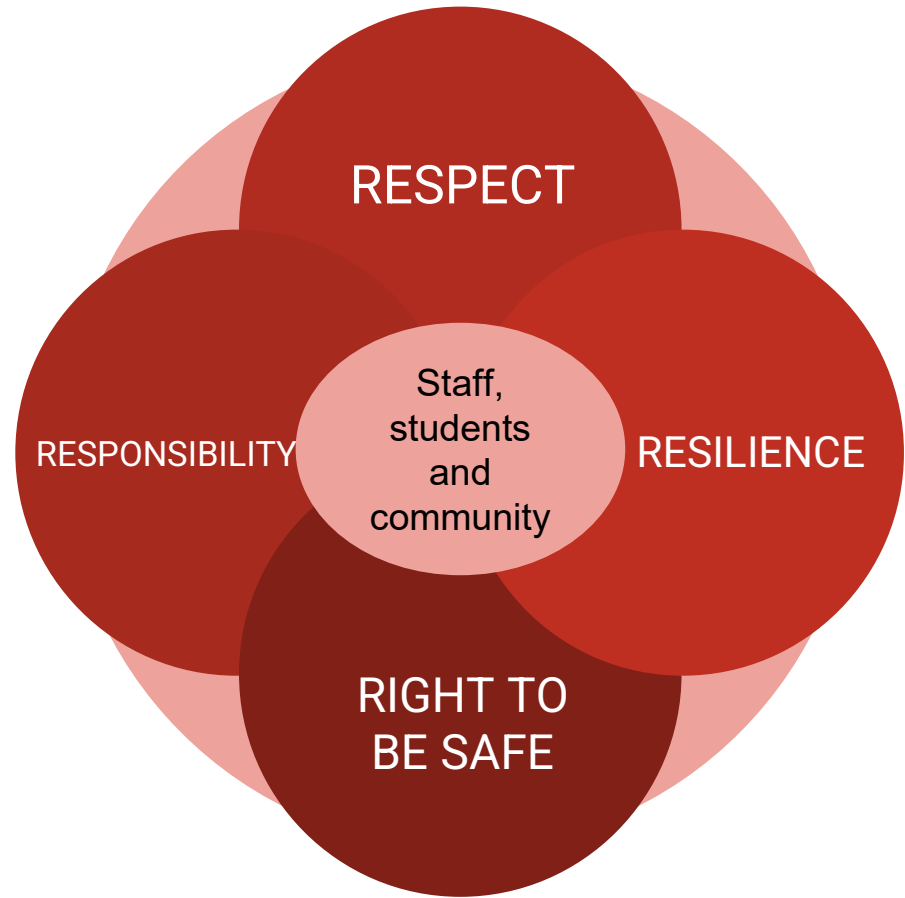 RESPECT
RESPONSIBILITY
Staff,
students
and
community
RESILIENCE
RIGHT TO
BE SAFE